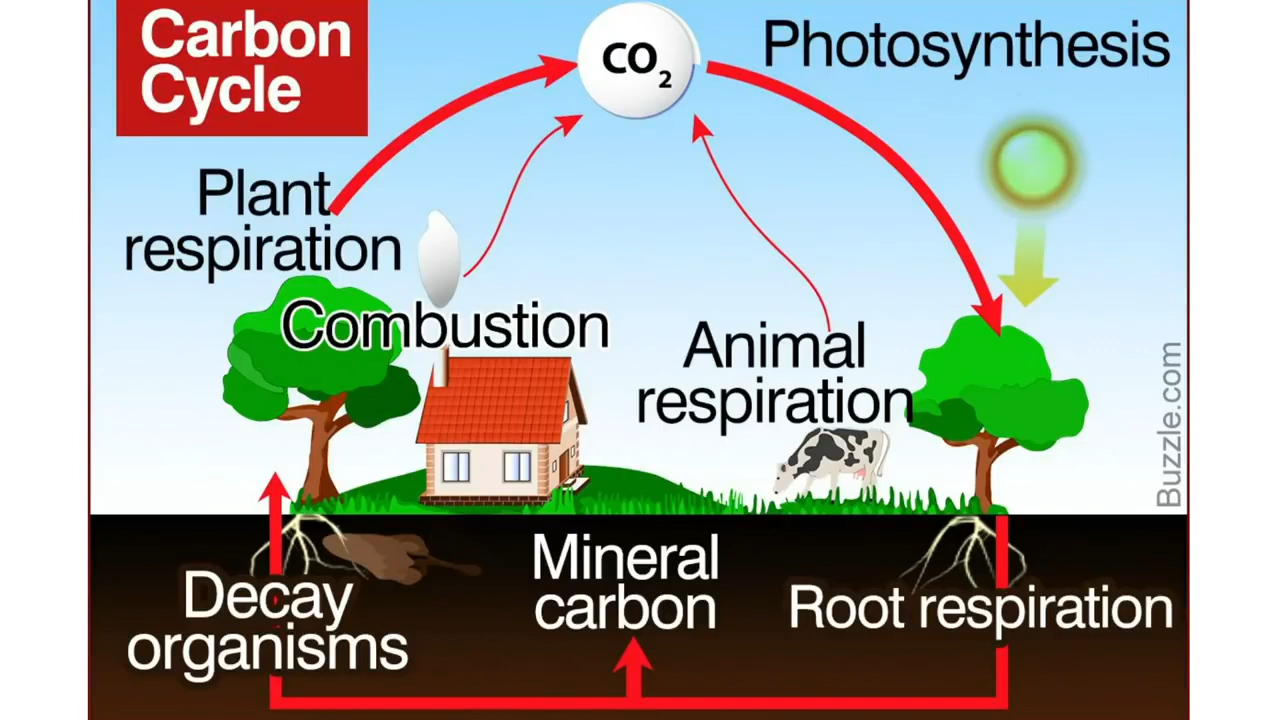 Carbon
Cycle
CO₂
Photosynthesis
Plant
respiration
Combustion
Animal
respiration
Buzzle.com
Decay
organisms
Mineral
carbon
Root respiration